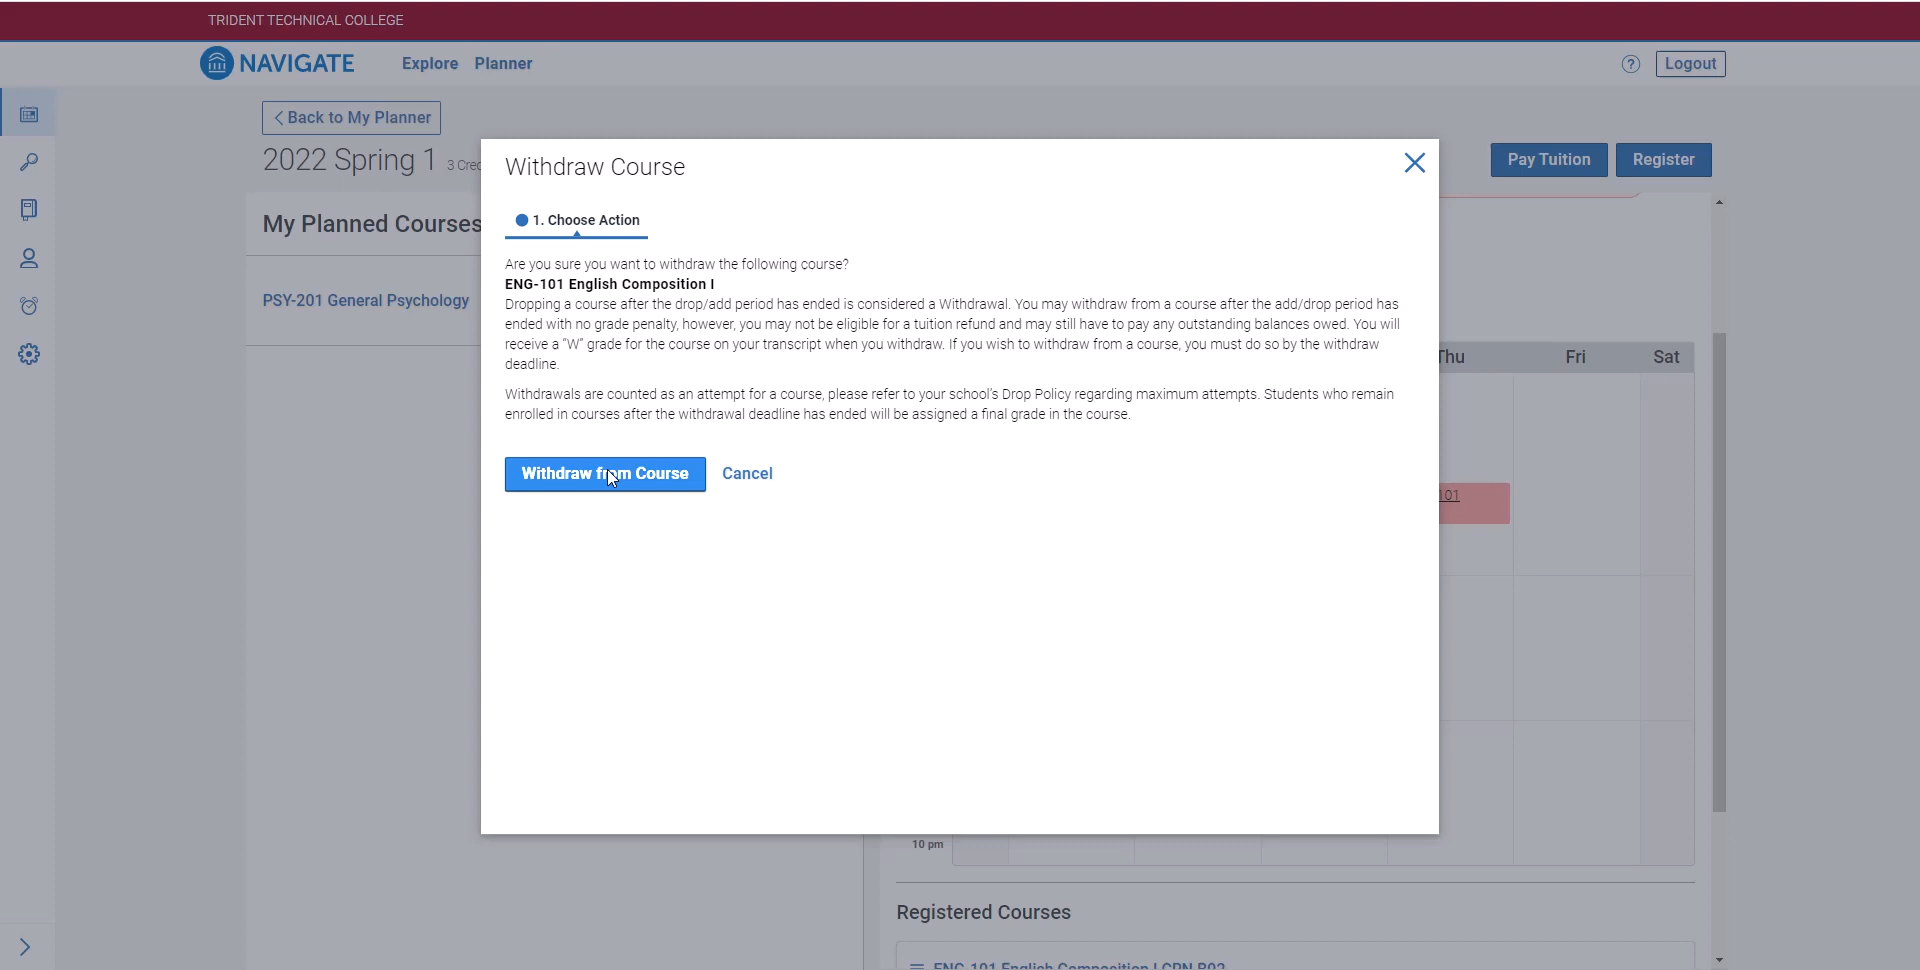 TRIDENT TECHNICAL COLLEGE
NAVIGATE
Explore
Planner
?
Logout
Back to My Planner
2022 Spring 1
Pay Tuition
Register
My Planned Courses
PSY-201 General Psychology
Withdraw Course
1. Choose Action
Are you sure you want to withdraw the following course?
ENG-101 English Composition I
Dropping a course after the drop/add period has ended is considered a Withdrawal. You may withdraw from a course after the add/drop period has
ended with no grade penalty, however, you may not be eligible for a tuition refund and may still have to pay any outstanding balances owed. You will
receive a "W" grade for the course on your transcript when you withdraw. If you wish to withdraw from a course, you must do so by the withdraw
deadline.
Withdrawals are counted as an attempt for a course, please refer to your school's Drop Policy regarding maximum attempts. Students who remain
enrolled in courses after the withdrawal deadline has ended will be assigned a final grade in the course.
Withdraw from Course
Cancel
Thu
Fri
Sat
101
10 pm
Registered Courses
ENG-101 English Composition I